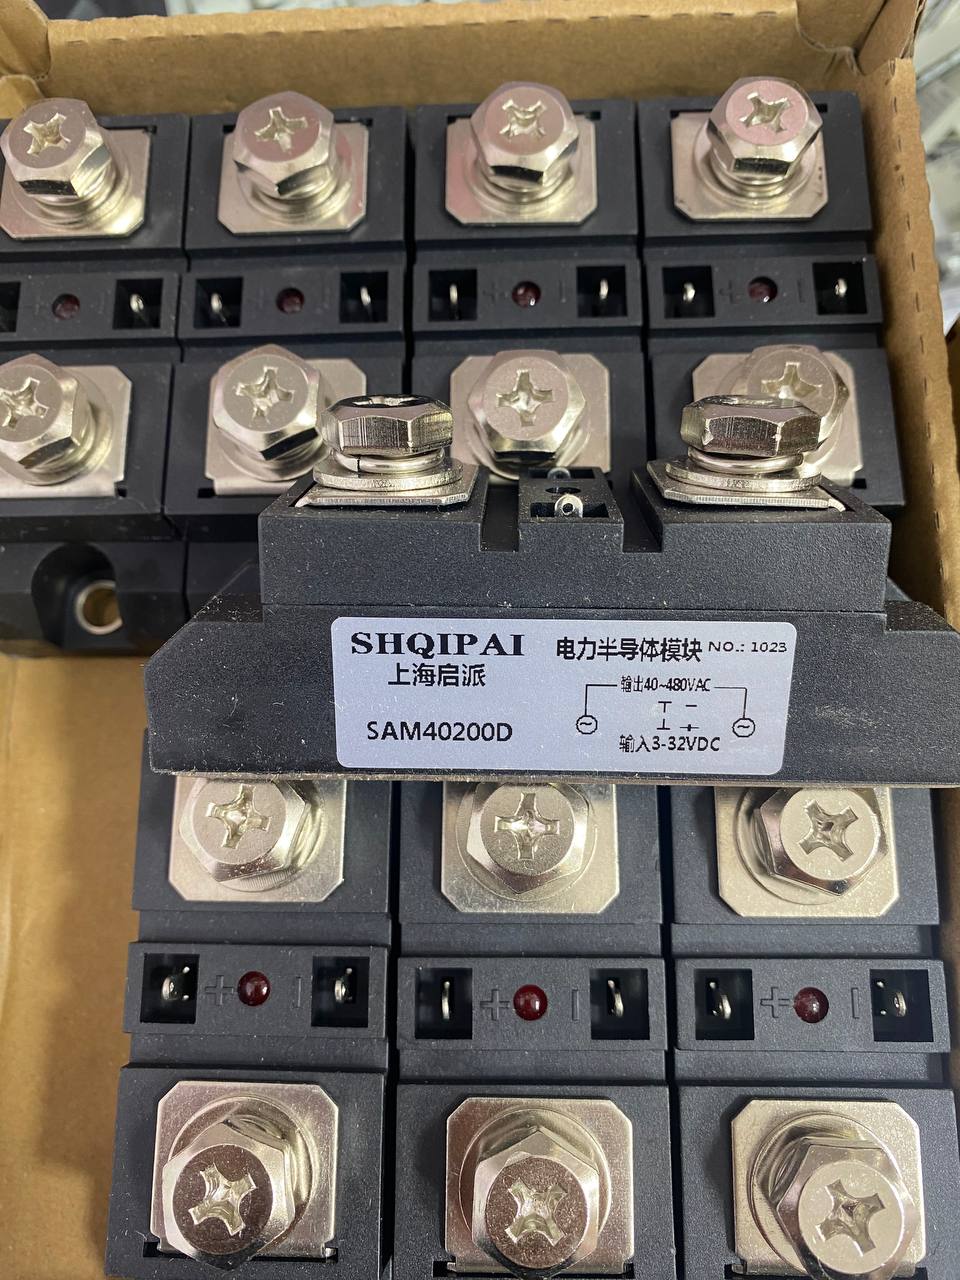 SHQIPAI
上海启派
SAM40200D
电力半导体模块 NO.: 1023
输出40~480VAC
输入3-32VDC